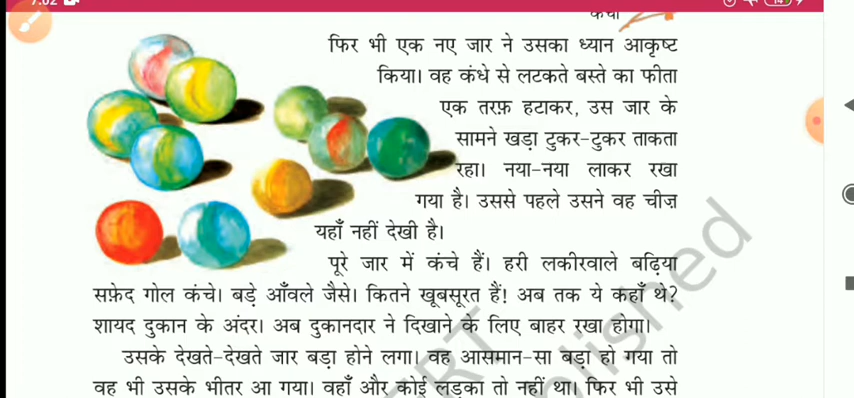 7:02
कंचा
फिर भी एक नए जार ने उसका ध्यान आकृष्ट
किया। वह कंधे से लटकते बस्ते का फीता
एक तरफ़ हटाकर, उस जार के
सामने खड़ा टुकर-टुकर ताकता
रहा। नया-नया लाकर रखा
गया है। उससे पहले उसने वह चीज
यहाँ नहीं देखी है।
पूरे जार में कंचे हैं। हरी लकीरवाले बढ़िया
सफ़ेद गोल कंचे। बड़े आँवले जैसे। कितने खूबसूरत हैं! अब तक ये कहाँ थे?
शायद दुकान के अंदर। अब दुकानदार ने दिखाने के लिए बाहर रखा होगा।
उसके देखते-देखते जार बड़ा होने लगा। वह आसमान-सा बड़ा हो गया तो
वह भी उसके भीतर आ गया। वहाँ और कोई लड़का तो नहीं था। फिर भी उसे